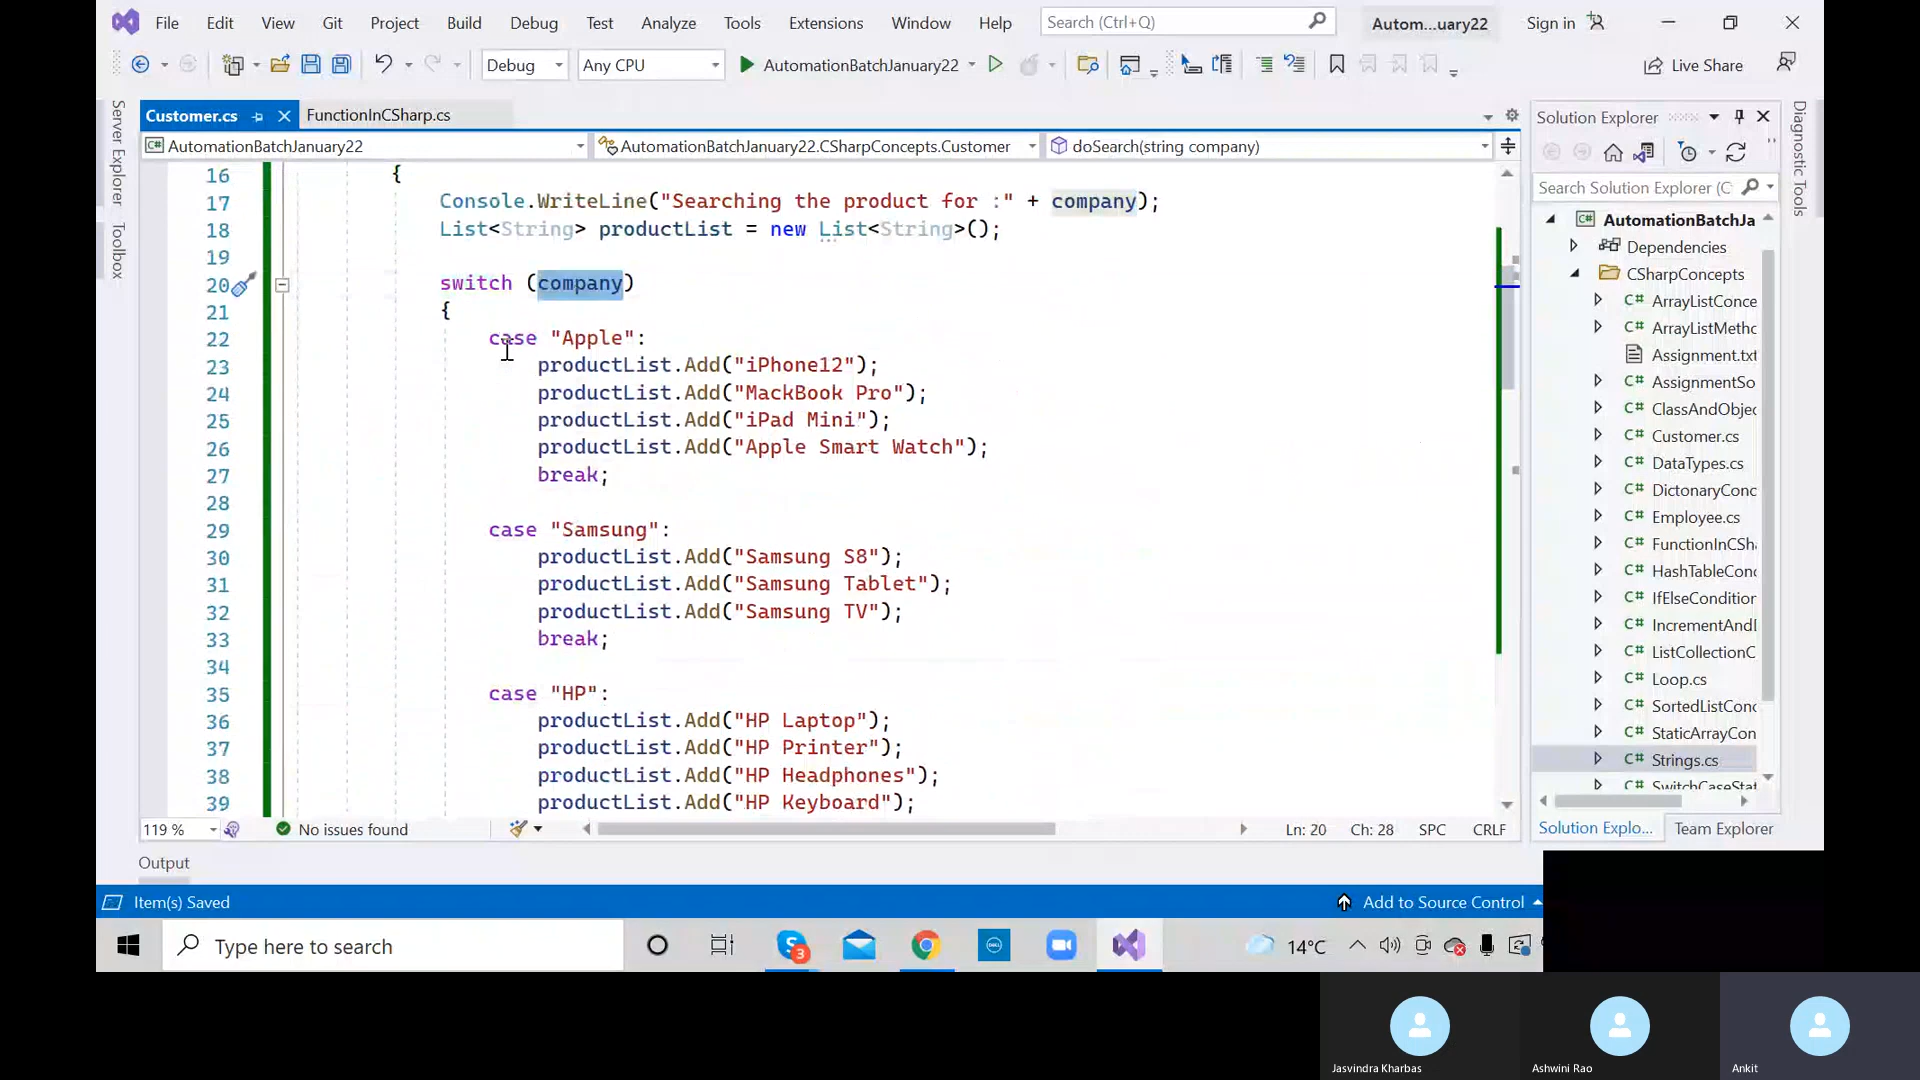 File Edit View Git Project Build Debug Test Analyze Tools Extensions Window Help Search (Ctrl+Q) Autom...uary22 Sign in
Debug Any CPU AutomationBatchJanuary22 Live Share
Server Explorer
Toolbox
Customer.cs FunctionInCSharp.cs
AutomationBatchJanuary22 AutomationBatchJanuary22.CSharpConcepts.Customer doSearch(string company)
16 {
17 Console.WriteLine("Searching the product for :" + company);
18 List<String> productList = new List<String>();
19
20 switch (company)
21 {
22 case "Apple":
23 productList.Add("iPhone12");
24 productList.Add("MackBook Pro");
25 productList.Add("iPad Mini");
26 productList.Add("Apple Smart Watch");
27 break;
28
29 case "Samsung":
30 productList.Add("Samsung S8");
31 productList.Add("Samsung Tablet");
32 productList.Add("Samsung TV");
33 break;
34
35 case "HP":
36 productList.Add("HP Laptop");
37 productList.Add("HP Printer");
38 productList.Add("HP Headphones");
39 productList.Add("HP Keyboard");
119 % No issues found Ln: 20 Ch: 28 SPC CRLF
Solution Explorer
Search Solution Explorer (C
C# AutomationBatchJa
Dependencies
CSharpConcepts
C# ArrayListConce
C# ArrayListMetho
Assignment.txt
C# AssignmentSo
C# ClassAndObjec
C# Customer.cs
C# DataTypes.cs
C# DictonaryConc
C# Employee.cs
C# FunctionInCSha
C# HashTableConc
C# IfElseCondition
C# IncrementAndD
C# ListCollectionC
C# Loop.cs
C# SortedListConc
C# StaticArrayCon
C# Strings.cs
C# SwitchCaseStat
Solution Explo... Team Explorer
Diagnostic Tools
Output
Item(s) Saved Add to Source Control
Type here to search 3 DELL 14°C
Jasvindra Kharbas Ashwini Rao Ankit